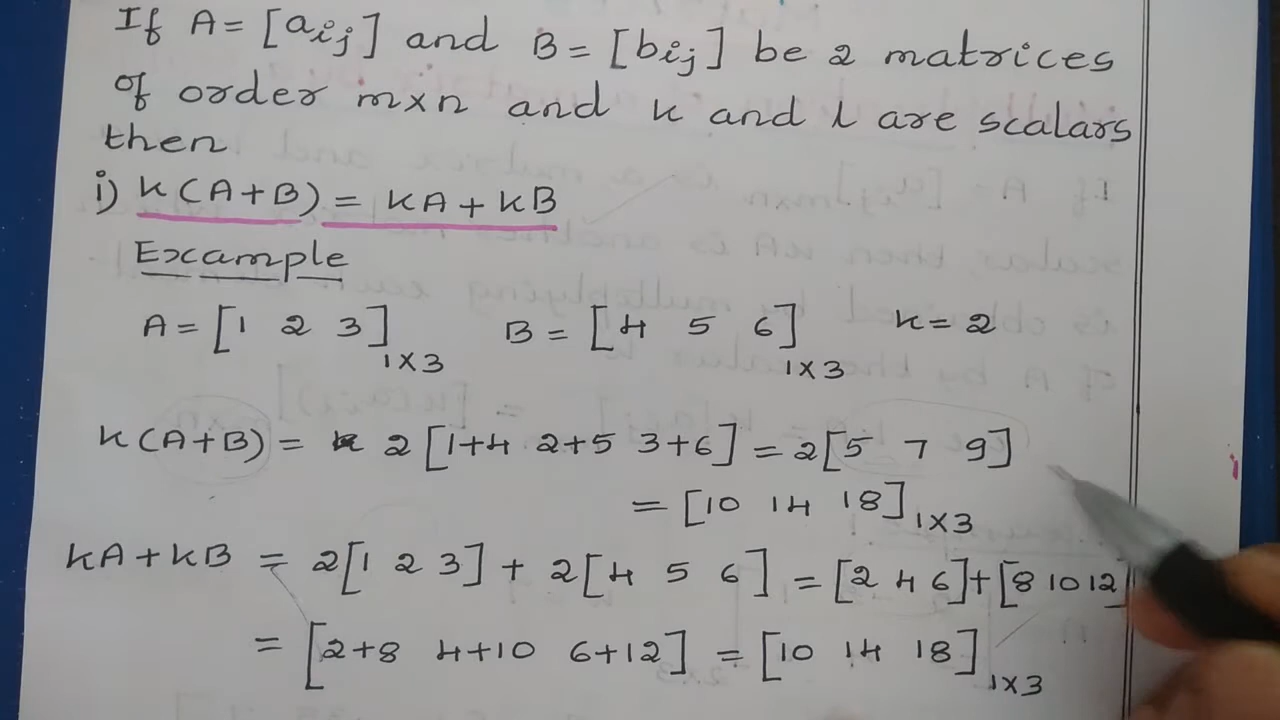 If A = [aij] and B = [bij] be 2 matrices
of order m×n and k and l are scalars
then
i) k(A+B) = kA + kB
Example
A = [1 2 3]1×3 B = [4 5 6]1×3 k = 2
k(A+B) = 2[1+4 2+5 3+6] = 2[5 7 9]
= [10 14 18]1×3
kA + kB = 2[1 2 3] + 2[4 5 6] = [2 4 6]+[8 10 12]
= [2+8 4+10 6+12] = [10 14 18]1×3